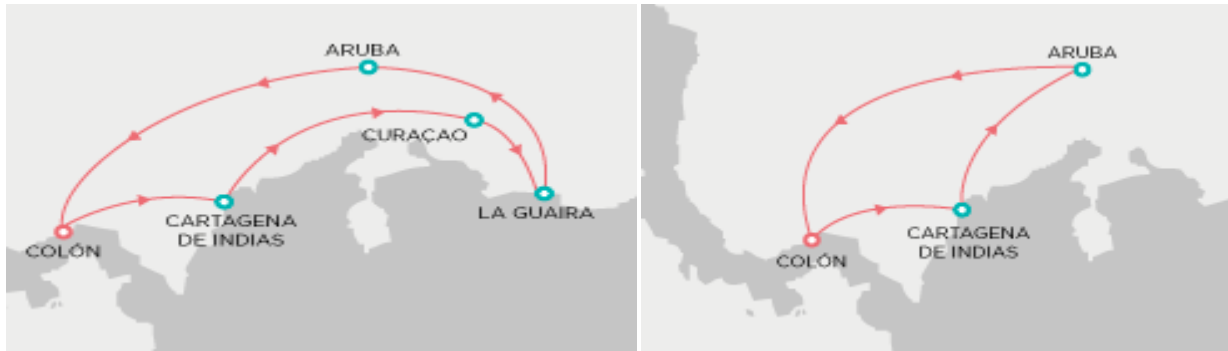 ARUBA
CURAÇAO
LA GUAIRA
CARTAGENA
DE INDIAS
COLÓN
ARUBA
CARTAGENA
DE INDIAS
COLÓN